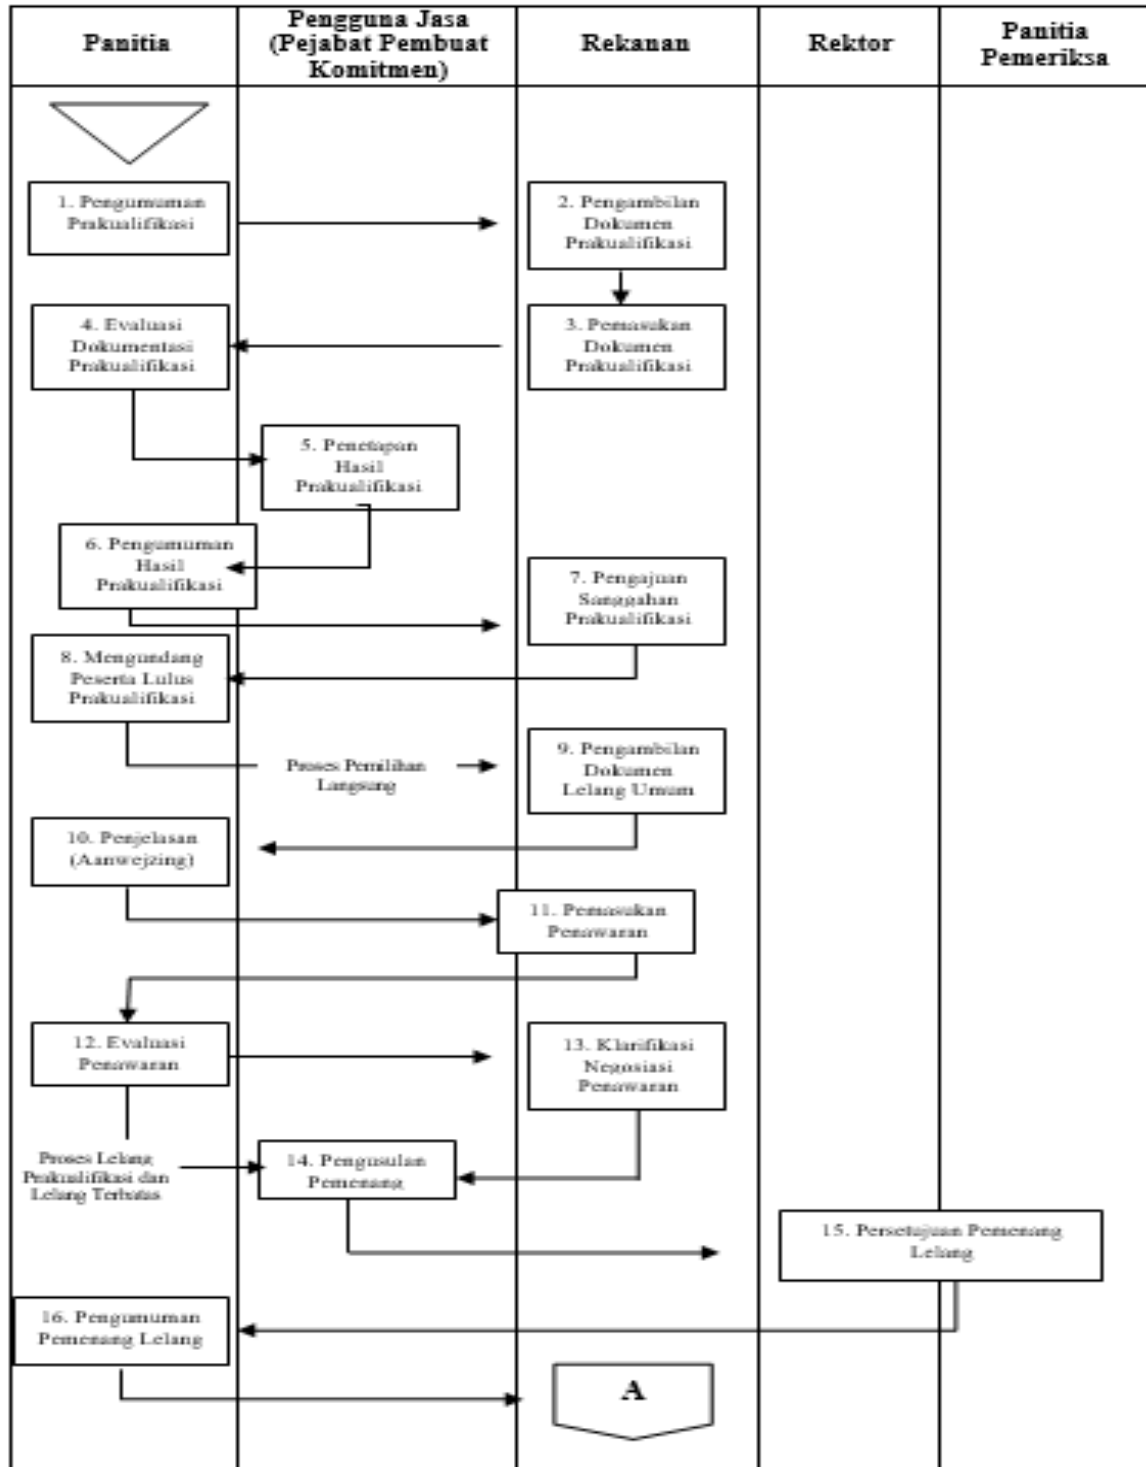 Panitia
Pengguna Jasa
(Pejabat Pembuat
Komitmen)
Rekanan
Rektor
Panitia
Pemeriksa
1. Pengumuman
Prakualifikasi
2. Pengambilan
Dokumen
Prakualifikasi
4. Evaluasi
Dokumentasi
Prakualifikasi
3. Pemasukan
Dokumen
Prakualifikasi
5. Penetapan
Hasil
Prakualifikasi
6. Pengumuman
Hasil
Prakualifikasi
7. Pengajuan
Sanggahan
Prakualifikasi
8. Mengundang
Peserta Lulus
Prakualifikasi
Proses Pemilihan
Langsung
9. Pengambilan
Dokumen
Lelang Umum
10. Penjelasan
(Aanwejzing)
11. Pemasukan
Penawaran
12. Evaluasi
Penawaran
13. Klarifikasi
Negosiasi
Penawaran
Proses Lelang
Prakualifikasi dan
Lelang Terbatas
14. Pengusulan
Pemenang
15. Persetujuan Pemenang
Lelang
16. Pengumuman
Pemenang Lelang
A